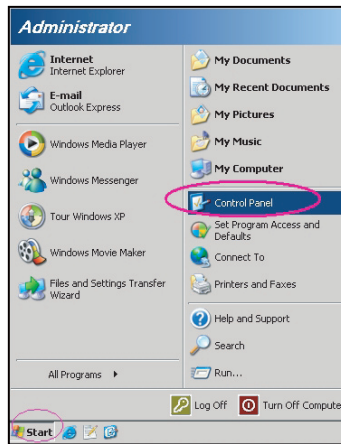 Administrator
Internet
Internet Explorer
E-mail
Outlook Express
Windows Media Player
Windows Messenger
Tour Windows XP
Windows Movie Maker
Files and Settings Transfer
Wizard
All Programs
My Documents
My Recent Documents
My Pictures
My Music
My Computer
Control Panel
Set Program Access and
Defaults
Connect To
Printers and Faxes
Help and Support
Search
Run...
Log Off
Turn Off Compute
Start